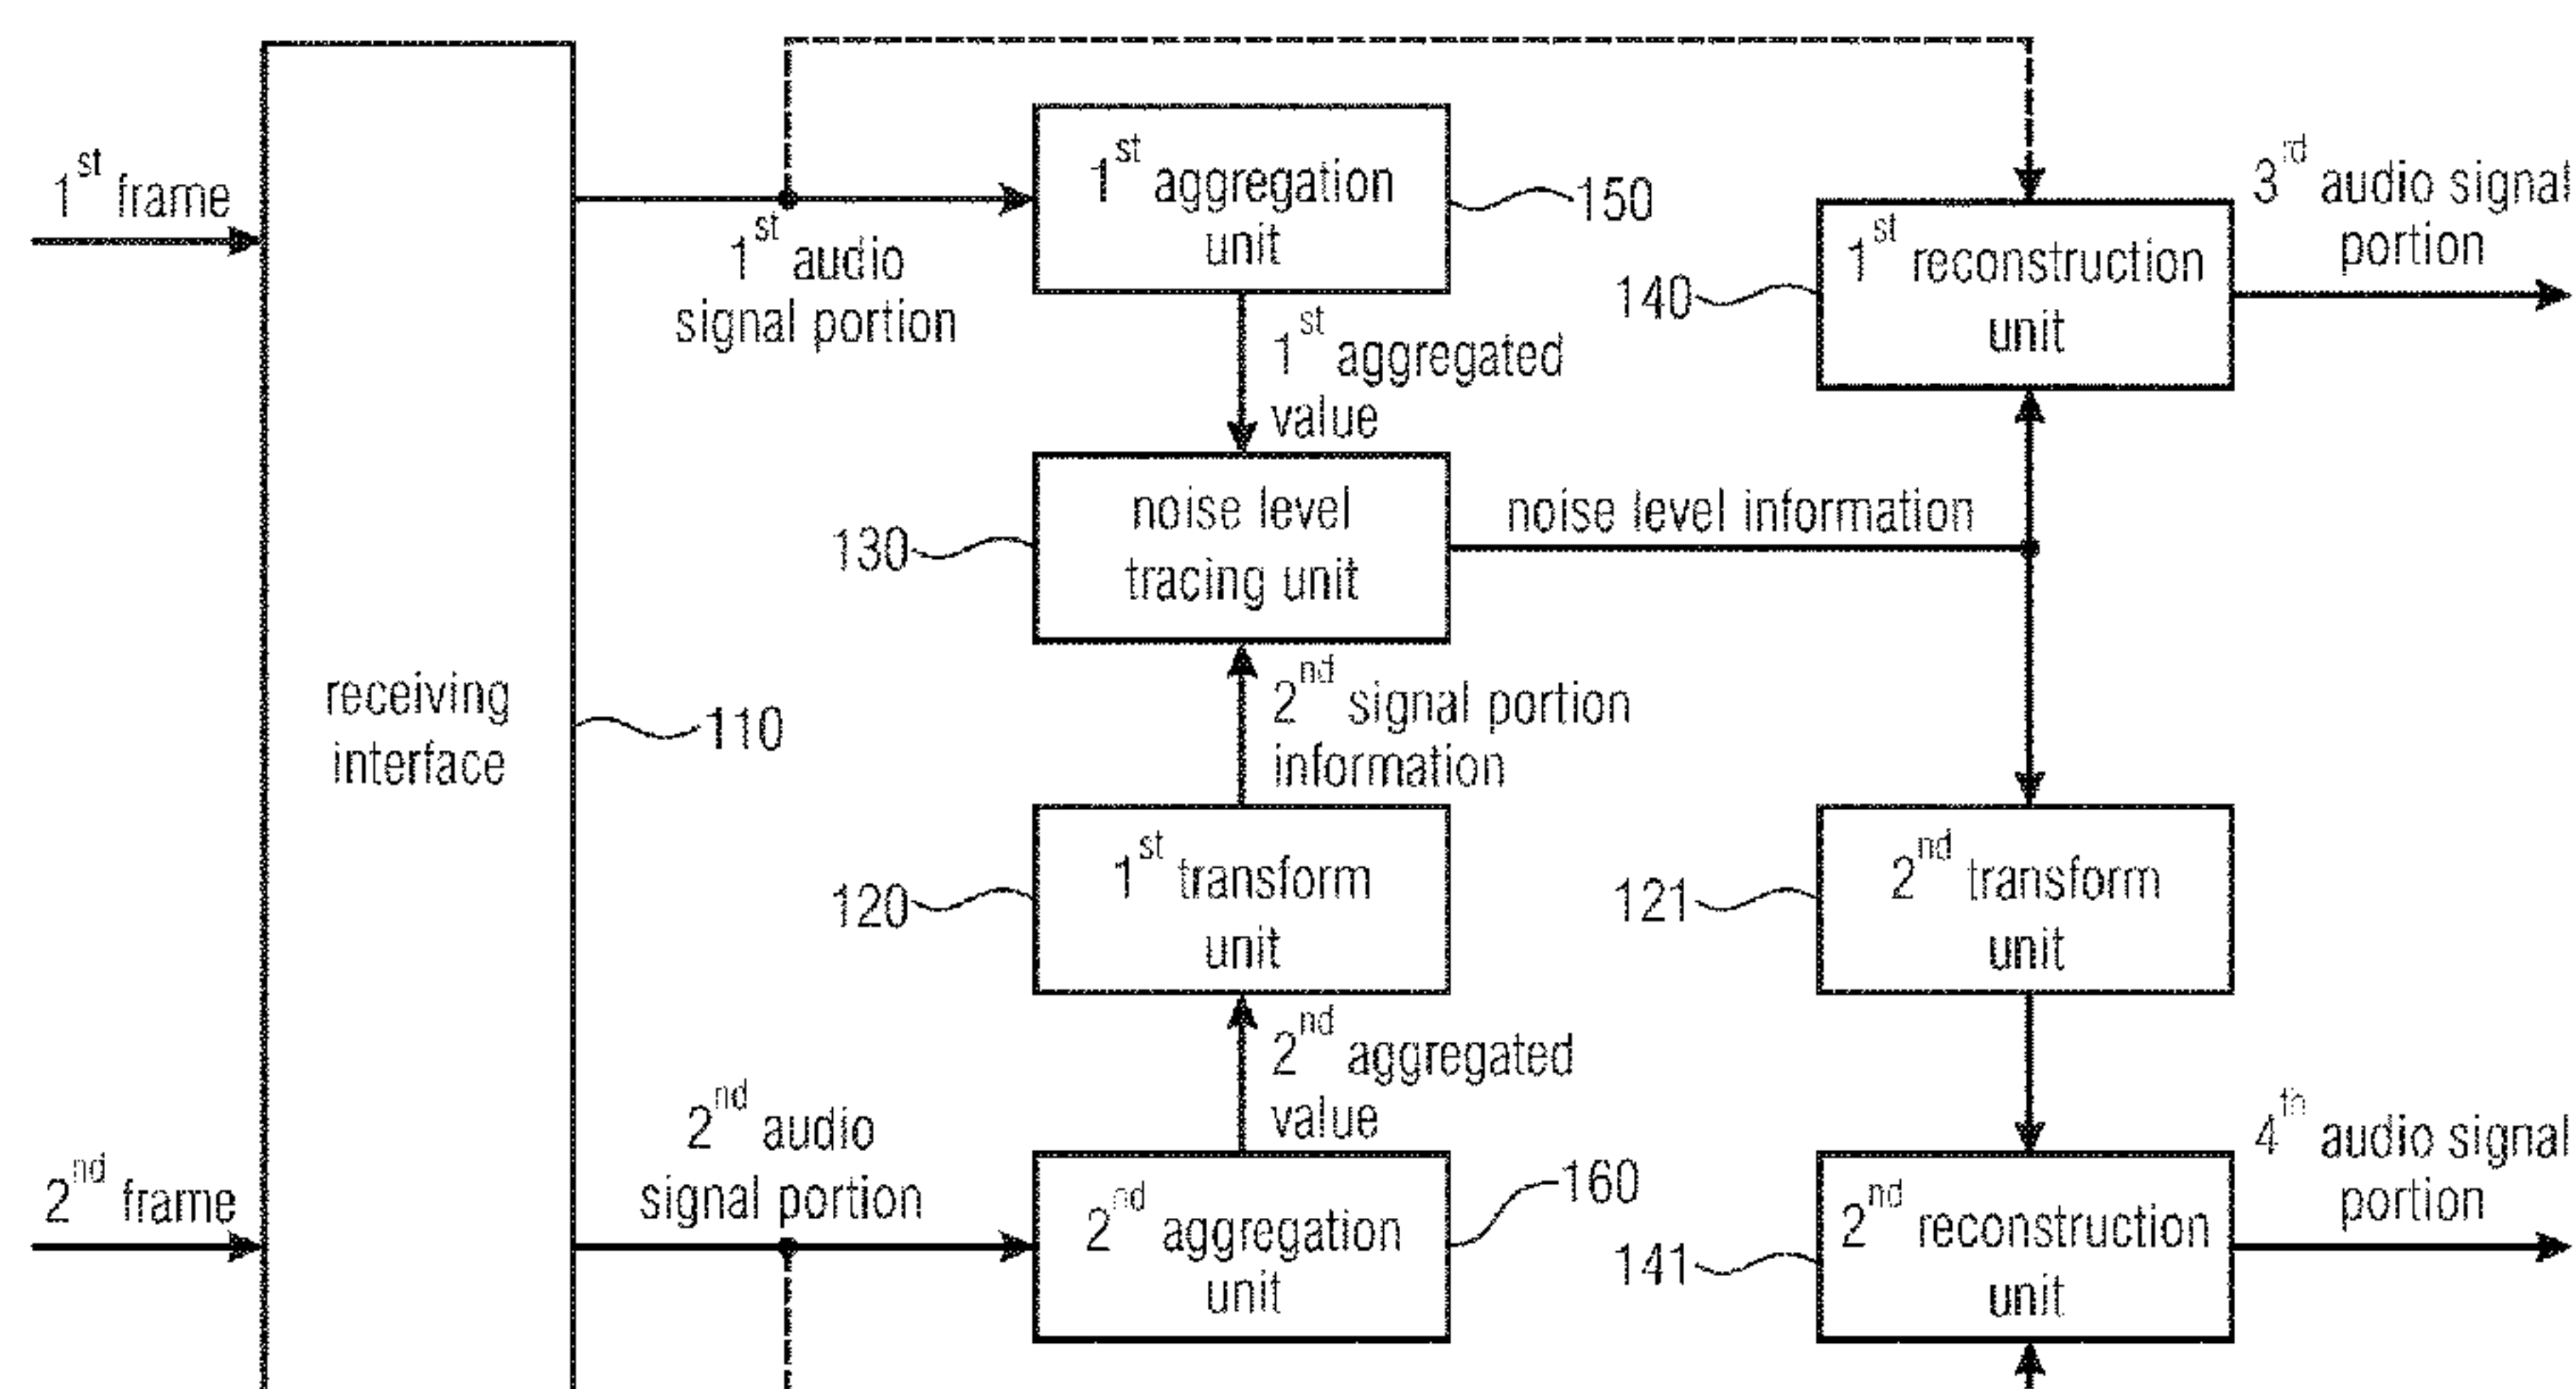 1st frame
2nd frame
receiving
interface
110
1st audio
signal portion
2nd audio
signal portion
1st aggregation
unit
150
1st aggregated
value
noise level
tracing unit
130
noise level information
2nd signal portion
information
1st transform
unit
120
2nd aggregated
value
2nd aggregation
unit
160
1st reconstruction
unit
140
3rd audio signal
portion
2nd transform
unit
121
2nd reconstruction
unit
141
4th audio signal
portion